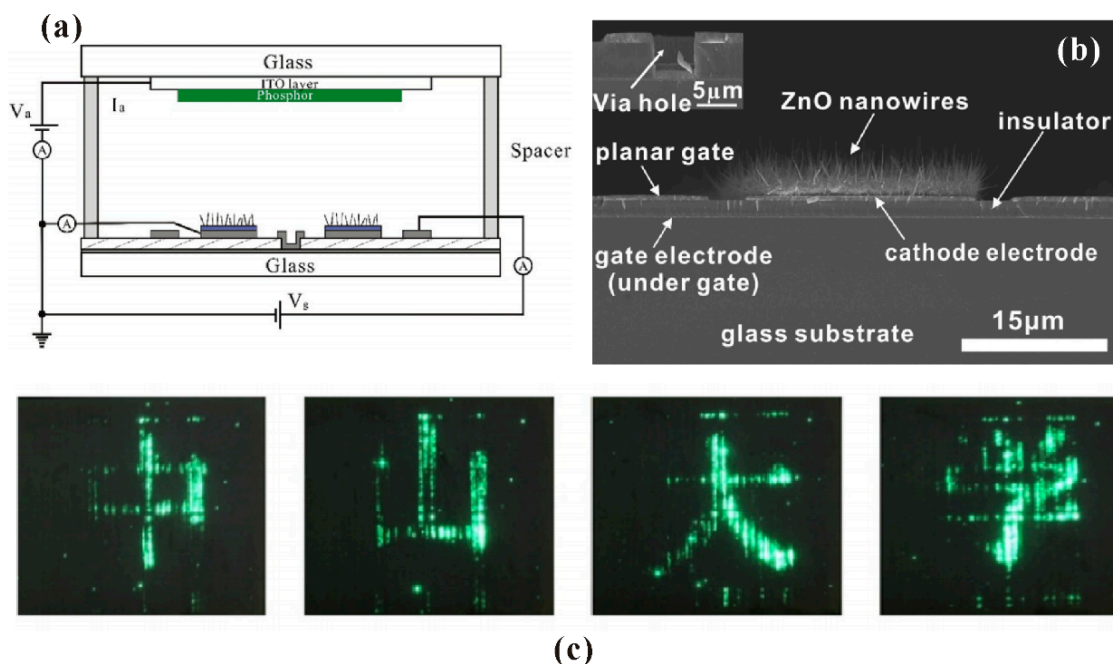 (a)
Glass
ITO layer
Phosphor
Va
Ia
A
Spacer
A
A
Glass
Vg
(b)
Via hole
5μm
ZnO nanowires
insulator
planar gate
gate electrode
(under gate)
cathode electrode
glass substrate
15μm
中 山 大 学
(c)